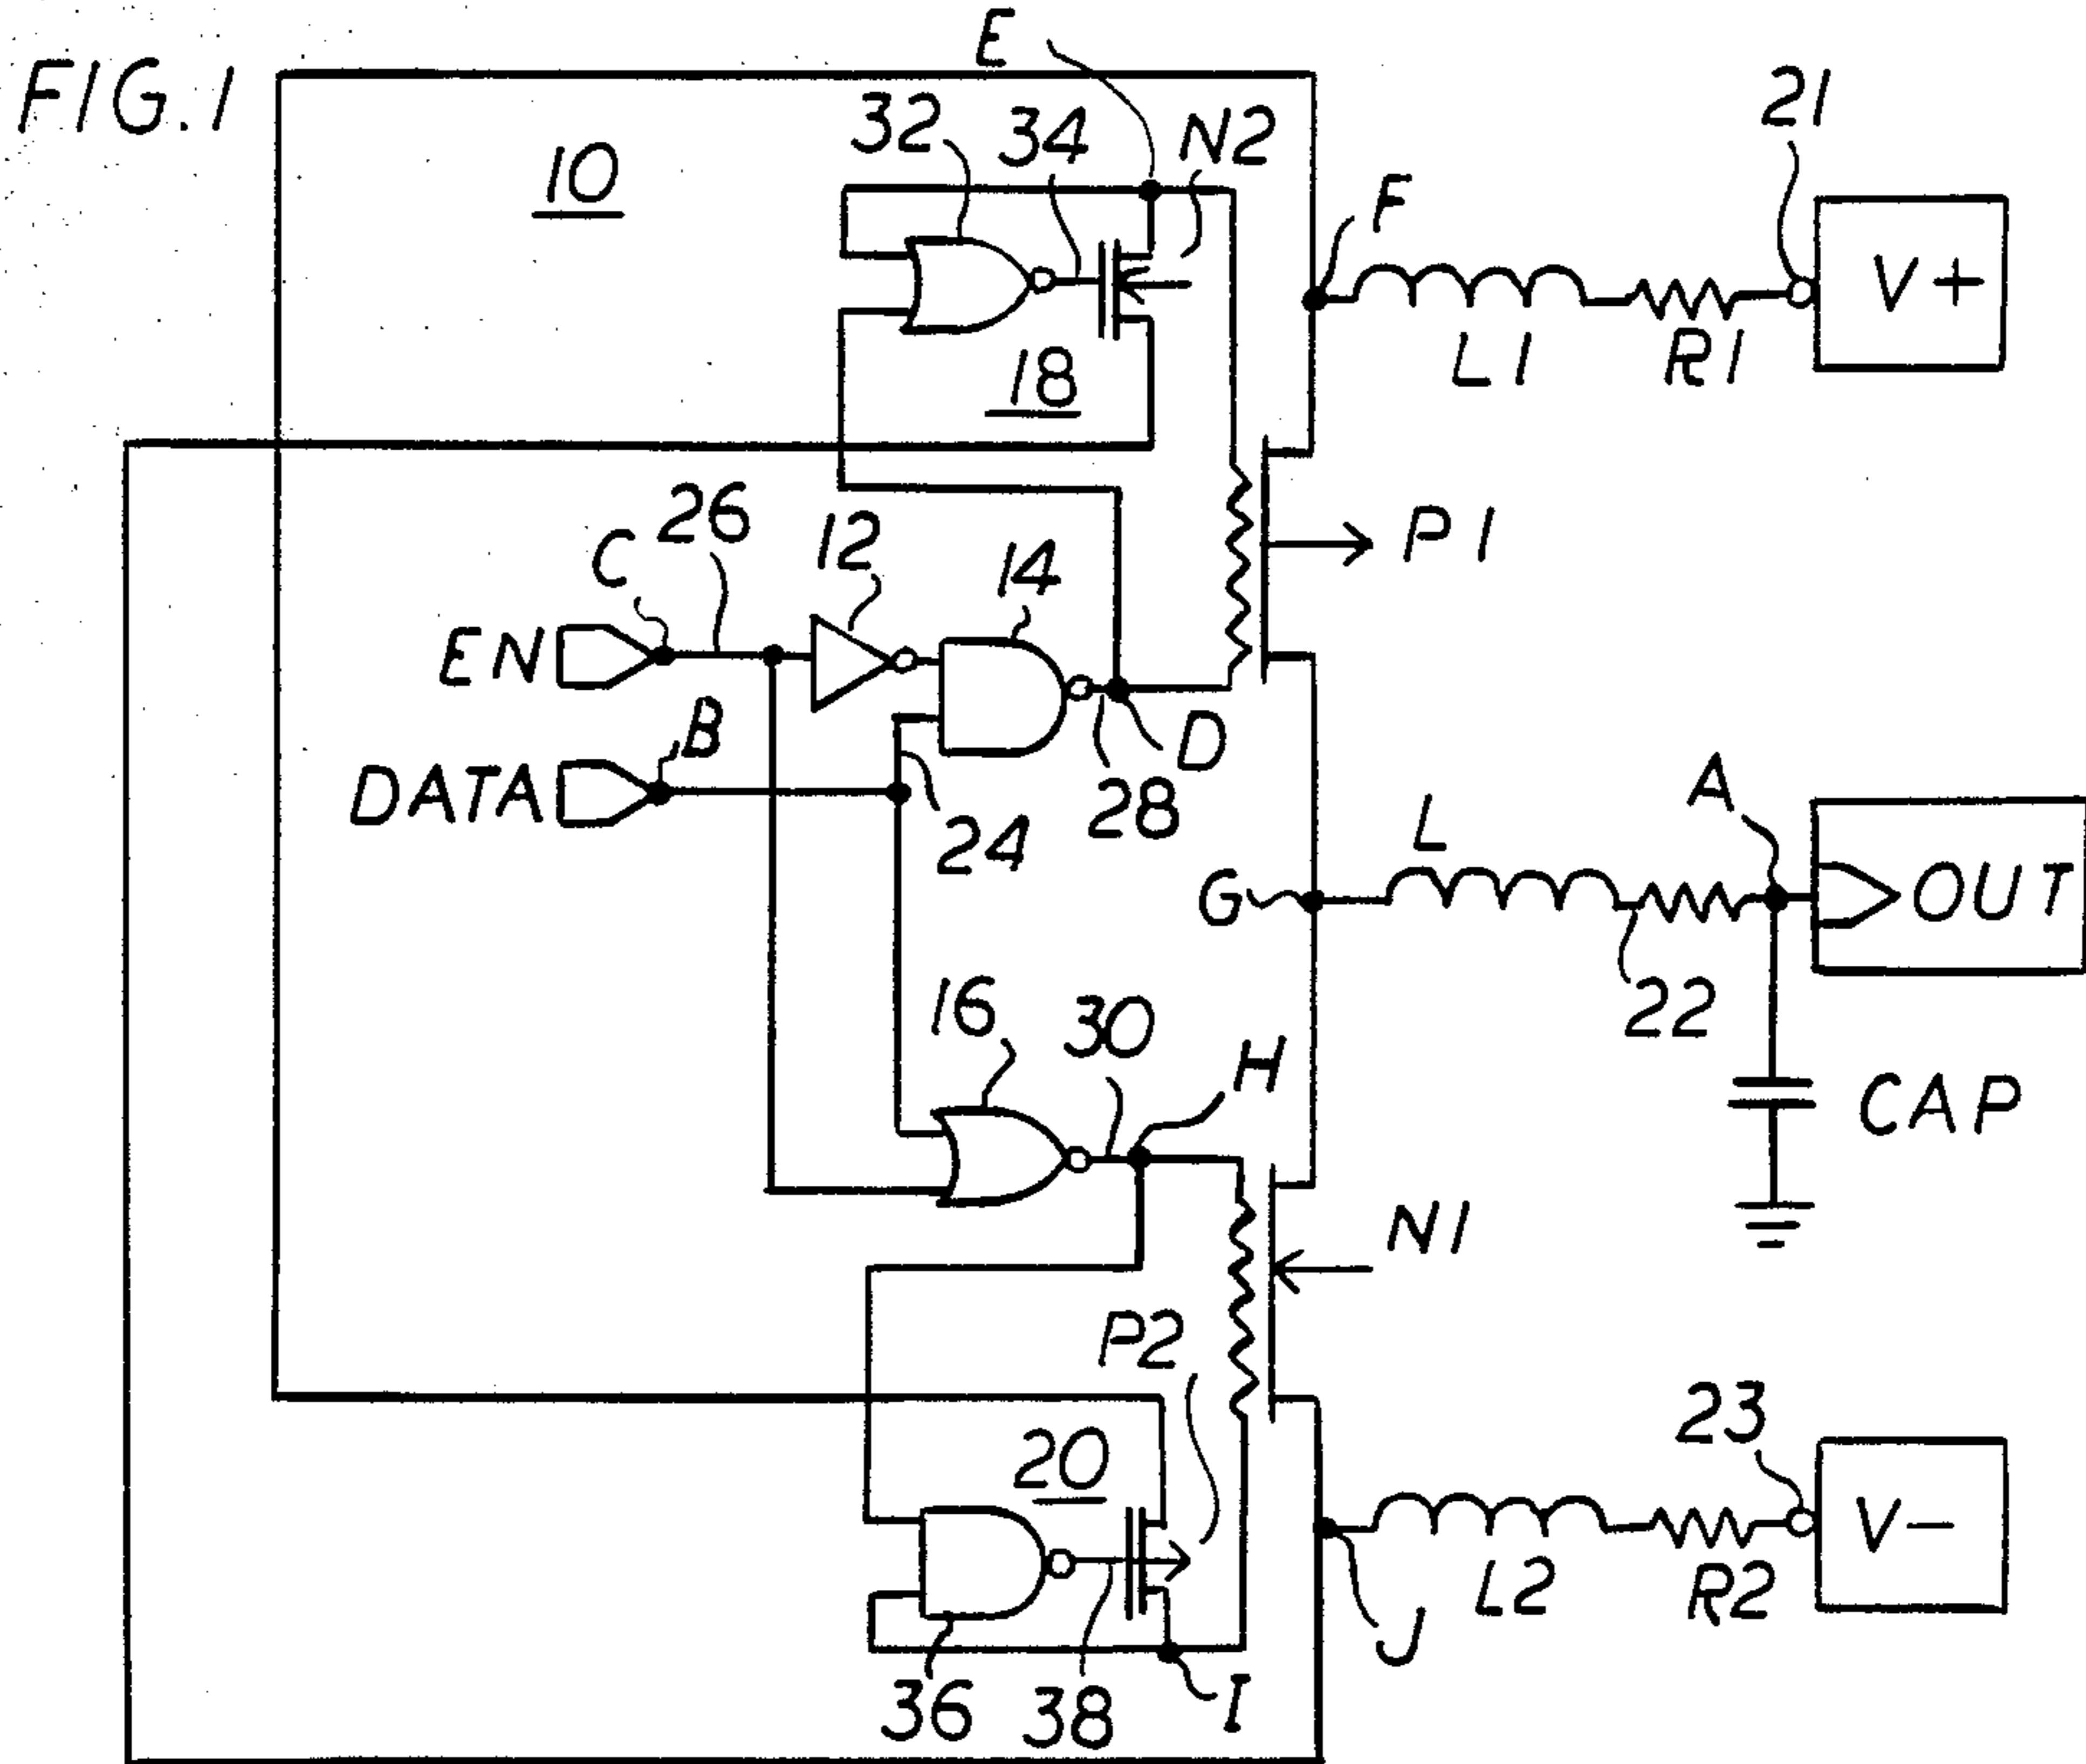 FIG. 1
E
21
32
34
N2
10
F
V+
L1
R1
18
26
12
C
14
P1
EN
B
D
DATA
28
24
A
L
G
OUT
22
16
30
H
CAP
N1
P2
23
20
V-
L2
R2
J
36
38
I